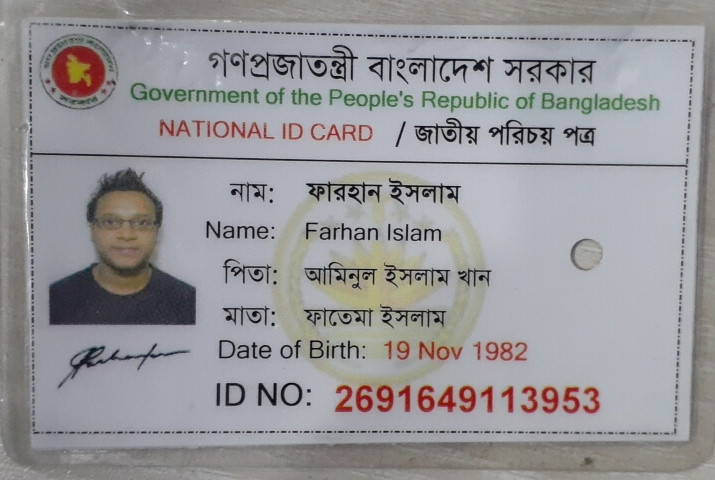 গণপ্রজাতন্ত্রী বাংলাদেশ সরকার
Government of the People's Republic of Bangladesh
NATIONAL ID CARD / জাতীয় পরিচয় পত্র
নাম: ফারহান ইসলাম
Name: Farhan Islam
পিতা: আমিনুল ইসলাম খান
মাতা: ফাতেমা ইসলাম
Date of Birth: 19 Nov 1982
ID NO: 2691649113953